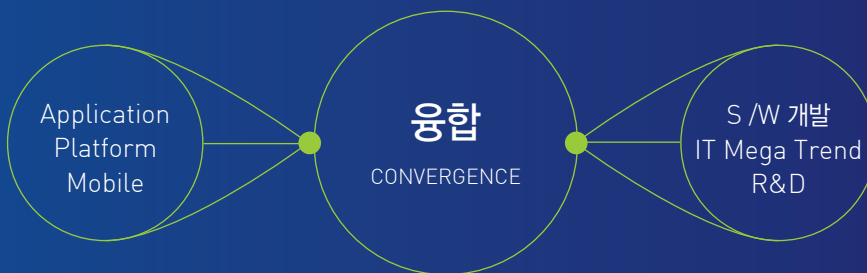 Application
Platform
Mobile
융합
CONVERGENCE
S /W 개발
IT Mega Trend
R&D